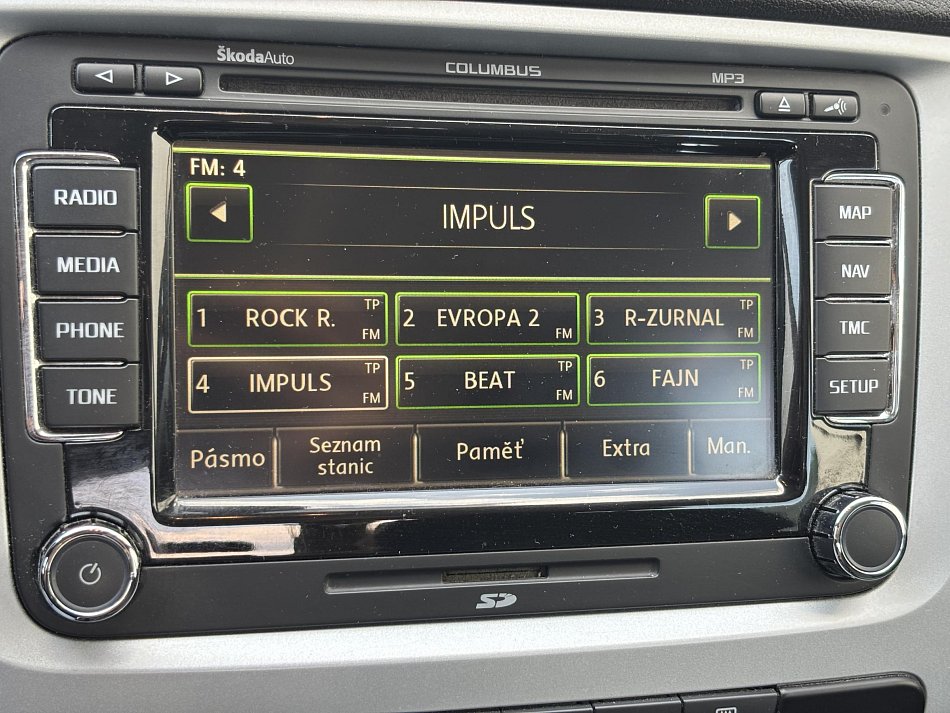 ŠkodaAuto
COLUMBUS
MP3
RADIO
MEDIA
PHONE
TONE
FM: 4
IMPULS
1 ROCK R. TP FM
2 EVROPA 2 FM
3 R-ZURNAL TP FM
4 IMPULS TP FM
5 BEAT TP FM
6 FAJN TP FM
Pásmo
Seznam
stanic
Paměť
Extra
Man.
MAP
NAV
TMC
SETUP
SD